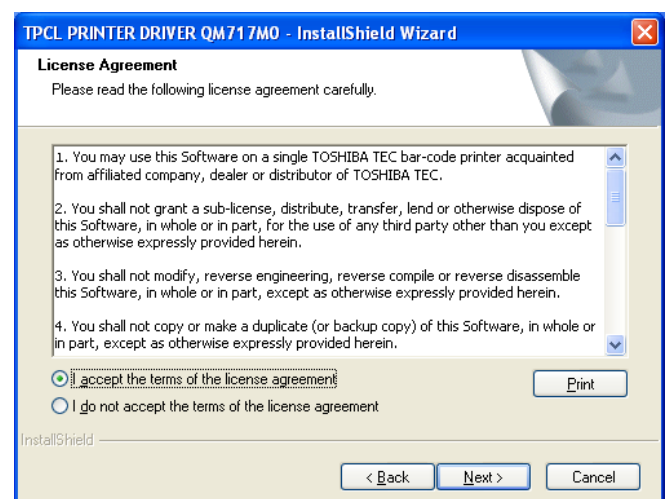 TPCL PRINTER DRIVER QM717M0 - InstallShield Wizard
License Agreement
Please read the following license agreement carefully.
1. You may use this Software on a single TOSHIBA TEC bar-code printer acquainted
from affiliated company, dealer or distributor of TOSHIBA TEC.
2. You shall not grant a sub-license, distribute, transfer, lend or otherwise dispose of
this Software, in whole or in part, for the use of any third party other than you except
as otherwise expressly provided herein.
3. You shall not modify, reverse engineering, reverse compile or reverse disassemble
this Software, in whole or in part, except as otherwise expressly provided herein.
4. You shall not copy or make a duplicate (or backup copy) of this Software, in whole or
in part, except as otherwise expressly provided herein.
I accept the terms of the license agreement
Print
I do not accept the terms of the license agreement
InstallShield
< Back
Next >
Cancel